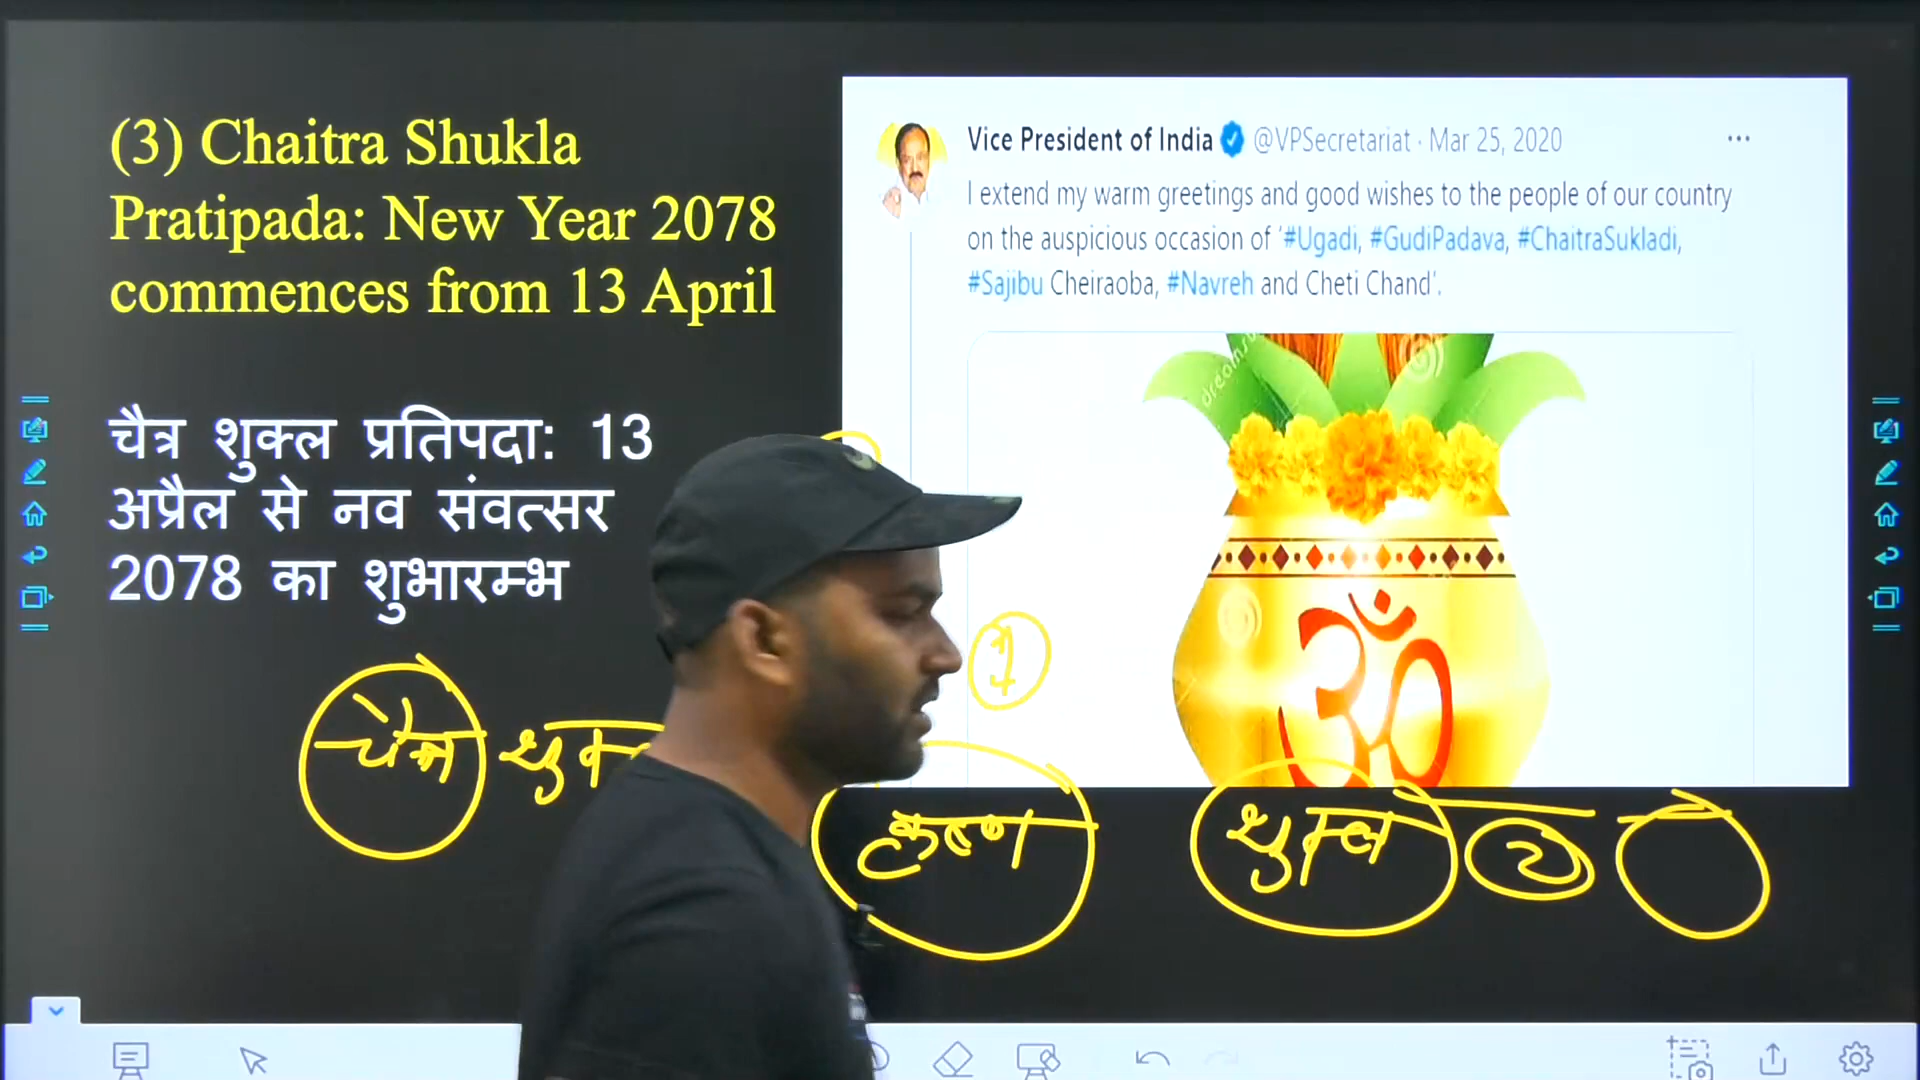 (3) Chaitra Shukla
Pratipada: New Year 2078
commences from 13 April
चैत्र शुक्ल प्रतिपदा: 13
अप्रैल से नव संवत्सर
2078 का शुभारम्भ
Vice President of India @VPSecretariat · Mar 25, 2020
I extend my warm greetings and good wishes to the people of our country
on the auspicious occasion of '#Ugadi, #GudiPadava, #ChaitraSukladi,
#Sajibu Cheiraoba, #Navreh and Cheti Chand'.
ॐ
चैत्र
कृष्ण
शुक्ल